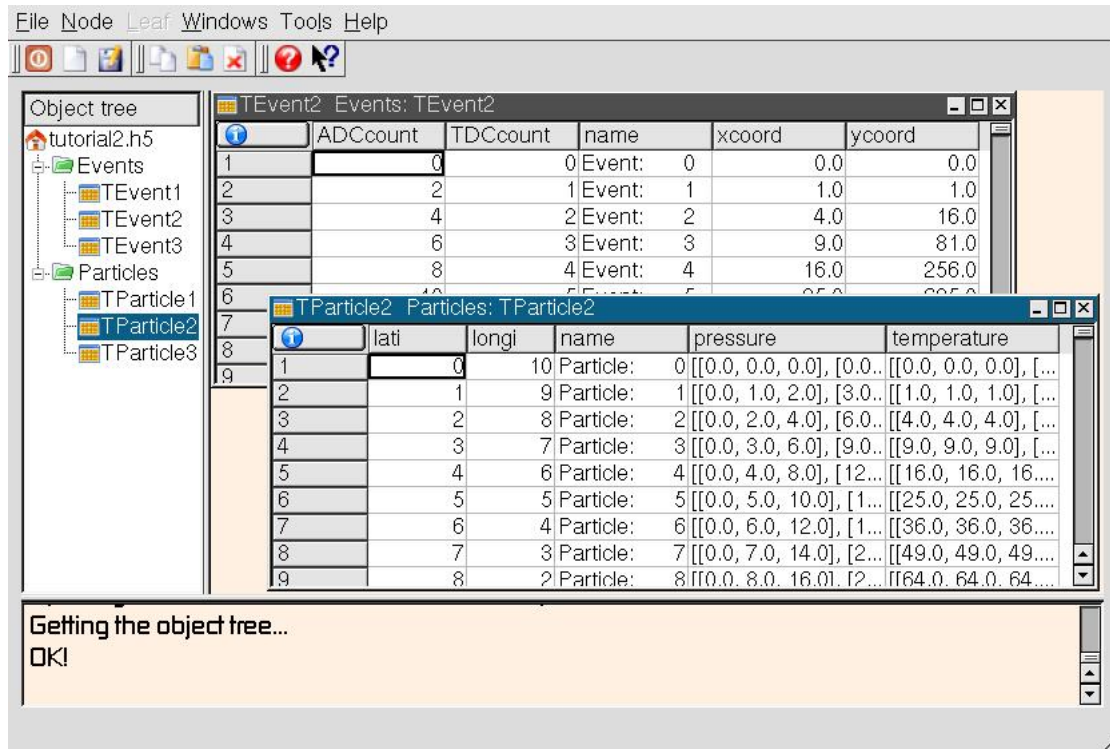 File Node Leaf Windows Tools Help
Object tree
tutorial2.h5
Events
TEvent1
TEvent2
TEvent3
Particles
TParticle1
TParticle2
TParticle3
TEvent2 Events: TEvent2
ADCcount TDCcount name xcoord ycoord
1 0 0 Event: 0 0.0 0.0
2 2 1 Event: 1 1.0 1.0
3 4 2 Event: 2 4.0 16.0
4 6 3 Event: 3 9.0 81.0
5 8 4 Event: 4 16.0 256.0
6
7
8
9
TParticle2 Particles: TParticle2
lati longi name pressure temperature
1 0 10 Particle: 0 [[0.0, 0.0, 0.0], [0.0.. [[0.0, 0.0, 0.0], [...
2 1 9 Particle: 1 [[0.0, 1.0, 2.0], [3.0.. [[1.0, 1.0, 1.0], [...
3 2 8 Particle: 2 [[0.0, 2.0, 4.0], [6.0.. [[4.0, 4.0, 4.0], [...
4 3 7 Particle: 3 [[0.0, 3.0, 6.0], [9.0.. [[9.0, 9.0, 9.0], [...
5 4 6 Particle: 4 [[0.0, 4.0, 8.0], [12... [[16.0, 16.0, 16....
6 5 5 Particle: 5 [[0.0, 5.0, 10.0], [1... [[25.0, 25.0, 25....
7 6 4 Particle: 6 [[0.0, 6.0, 12.0], [1... [[36.0, 36.0, 36....
8 7 3 Particle: 7 [[0.0, 7.0, 14.0], [2... [[49.0, 49.0, 49....
9 8 2 Particle: 8 [[0.0, 8.0, 16.0], [2... [[64.0, 64.0, 64....
Getting the object tree...
OK!